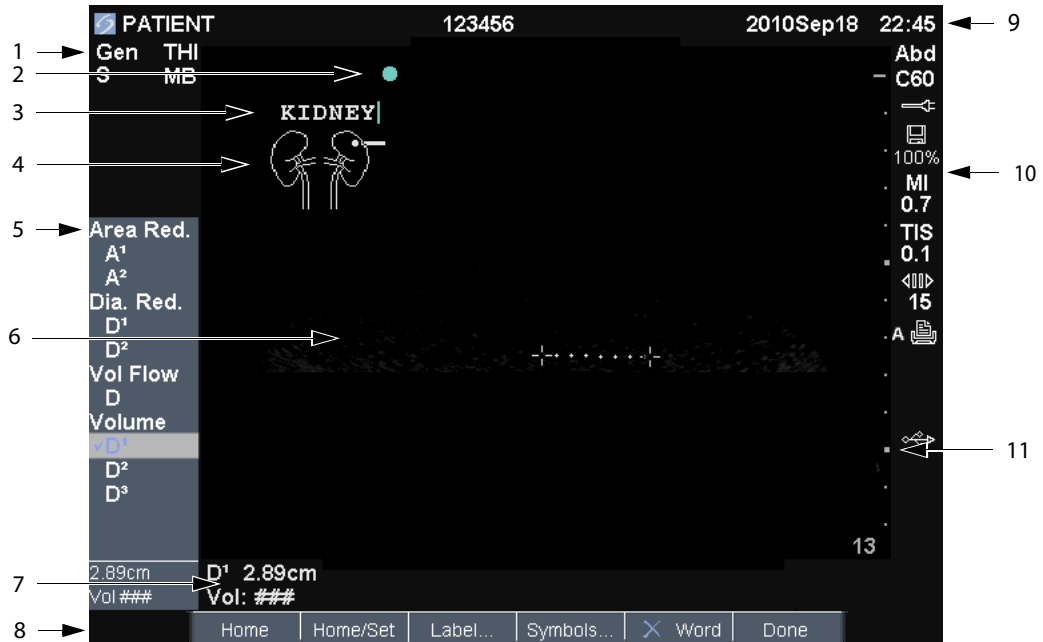 PATIENT 123456 2010Sep18 22:45 9
1 Gen THI Abd
2 S MB C60
3 KIDNEY
4
100% 10
MI
0.7
5 Area Red. TIS
A¹ 0.1
A²
Dia. Red. 15
D¹
6 A
D²
Vol Flow
D
Volume
✓D¹ 11
D²
D³
13
2.89cm D¹ 2.89cm
7
Vol ### Vol: ###
8 Home Home/Set Label... Symbols... X Word Done